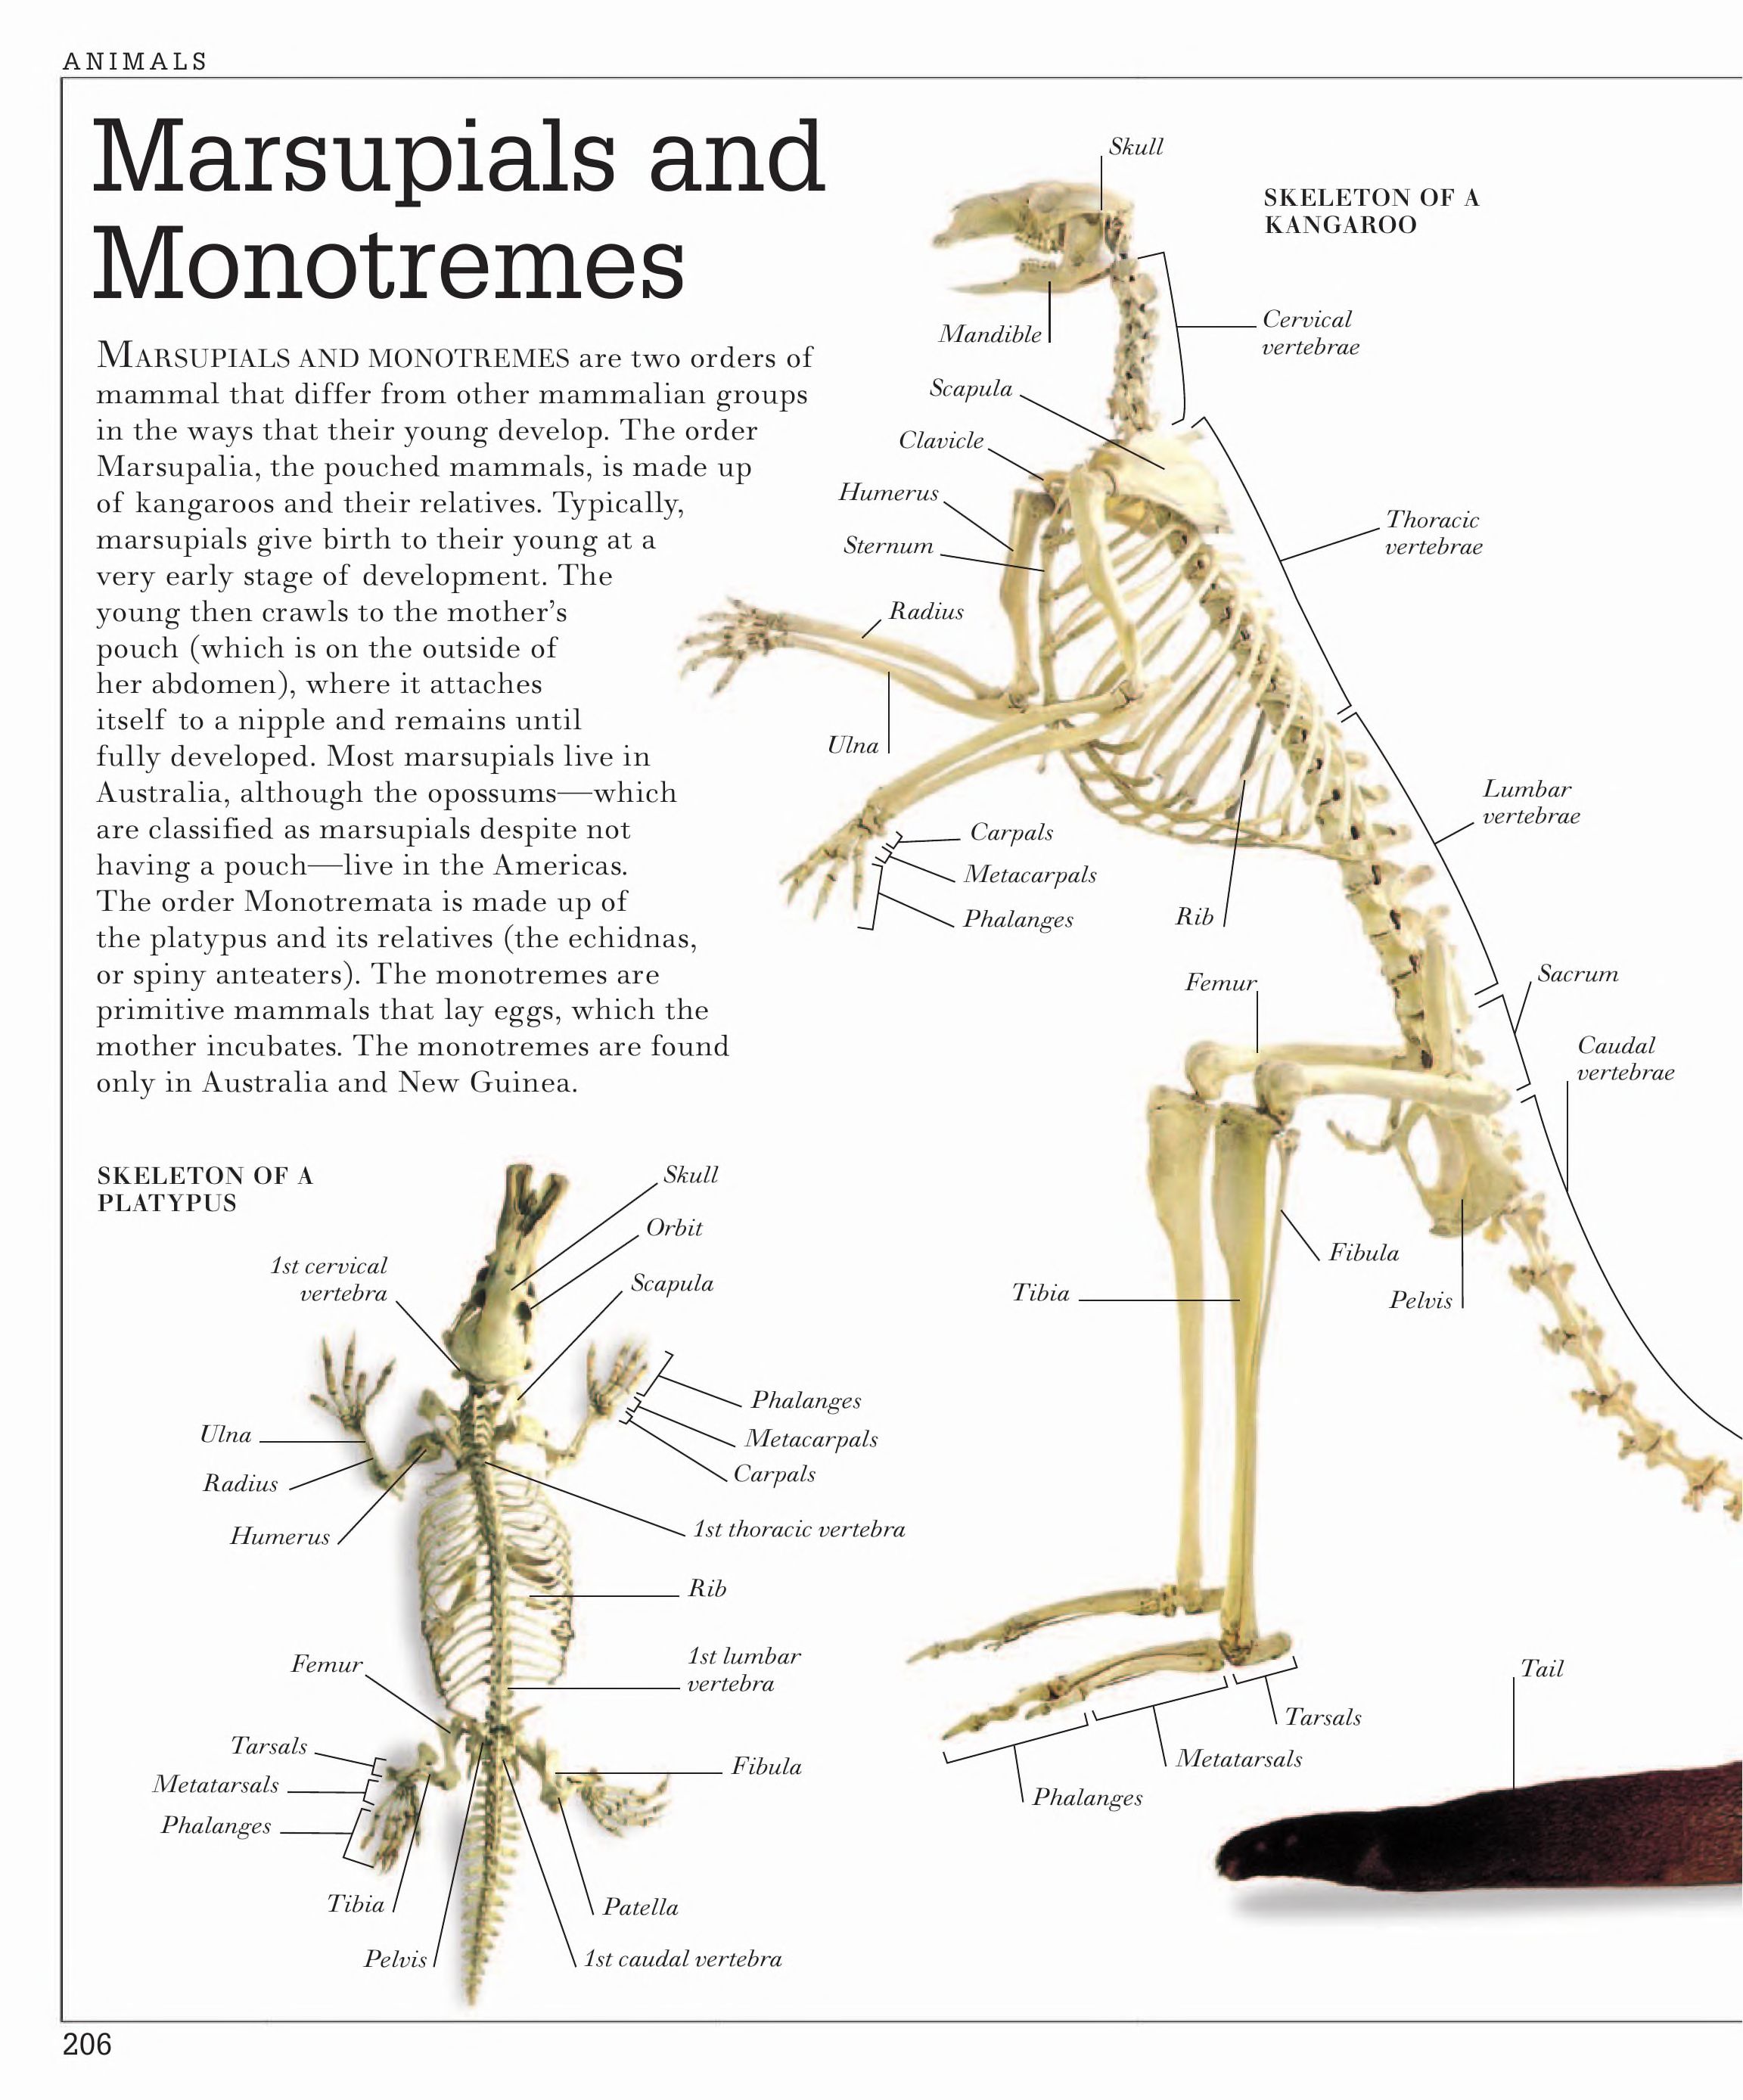 ANIMALS
Marsupials and
Monotremes
MARSUPIALS AND MONOTREMES are two orders of
mammal that differ from other mammalian groups
in the ways that their young develop. The order
Marsupalia, the pouched mammals, is made up
of kangaroos and their relatives. Typically,
marsupials give birth to their young at a
very early stage of development. The
young then crawls to the mother’s
pouch (which is on the outside of
her abdomen), where it attaches
itself to a nipple and remains until
fully developed. Most marsupials live in
Australia, although the opossums—which
are classified as marsupials despite not
having a pouch—live in the Americas.
The order Monotremata is made up of
the platypus and its relatives (the echidnas,
or spiny anteaters). The monotremes are
primitive mammals that lay eggs, which the
mother incubates. The monotremes are found
only in Australia and New Guinea.
SKELETON OF A
KANGAROO
Skull
Mandible
Cervical
vertebrae
Scapula
Clavicle
Humerus
Sternum
Thoracic
vertebrae
Radius
Ulna
Lumbar
vertebrae
Carpals
Metacarpals
Phalanges
Rib
Femur
Sacrum
Caudal
vertebrae
Fibula
Pelvis
Tibia
Tarsals
Metatarsals
Phalanges
Tail
SKELETON OF A
PLATYPUS
Skull
Orbit
Scapula
1st cervical
vertebra
Phalanges
Metacarpals
Carpals
Ulna
Radius
Humerus
1st thoracic vertebra
Rib
1st lumbar
vertebra
Femur
Tarsals
Metatarsals
Phalanges
Fibula
Tibia
Patella
Pelvis
1st caudal vertebra
206